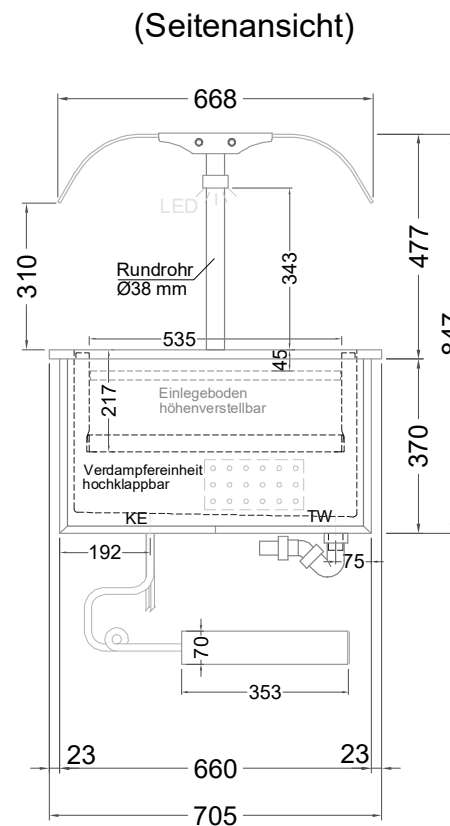 (Seitenansicht)
668
LED
310
Rundrohr
Ø38 mm
343
477
847
535
45
217
Einlegeboden
höhenverstellbar
370
Verdampfereinheit
hochklappbar
KE
TW
192
75
70
353
23
660
23
705